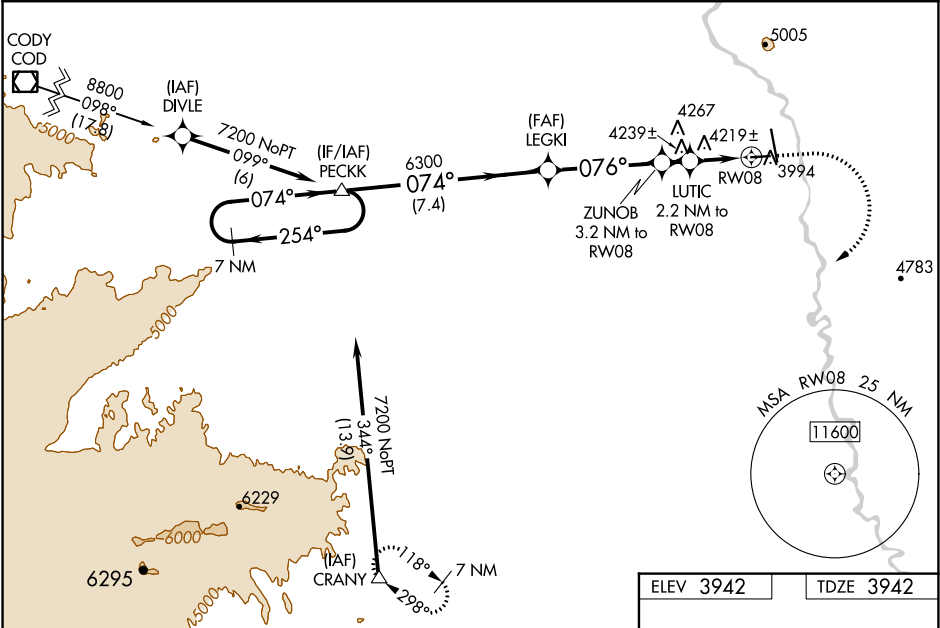 CODY
COD
8800
098°
(17.8)
5000
(IAF)
DIVLE
7200 NoPT
099°
(6)
(IF/IAF)
PECKK
074°
254°
7 NM
6300
074°
(7.4)
(FAF)
LEGKI
076°
4239±
4267
4219±
5005
ZUNOB
3.2 NM to
RW08
LUTIC
2.2 NM to
RW08
RW08
3994
4783
5000
7200 NoPT
344°
(13.9)
6229
6000
6295
5000
(IAF)
CRANY
118°
298°
7 NM
MSA RW08 25 NM
11600
ELEV 3942
TDZE 3942